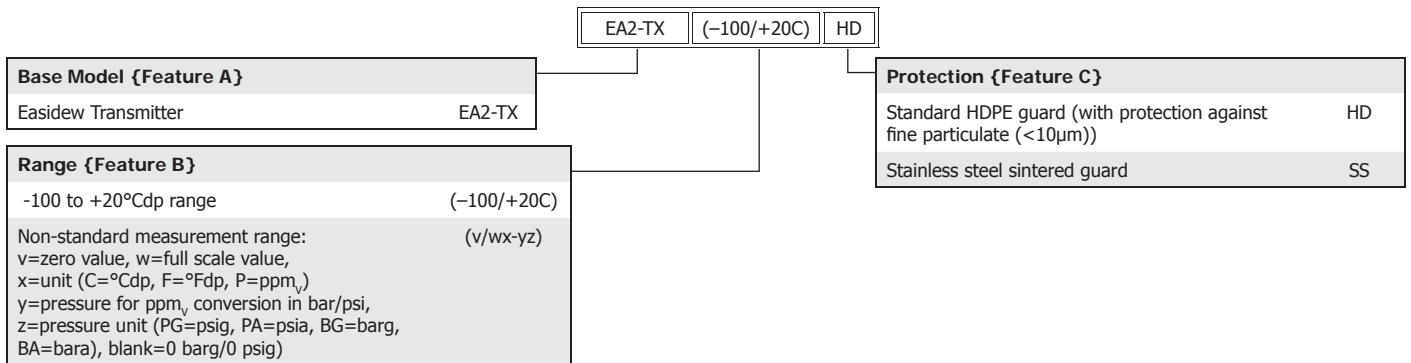 EA2-TX (–100/+20C) HD
Base Model {Feature A}
Easidew Transmitter EA2-TX
Range {Feature B}
-100 to +20°Cdp range (–100/+20C)
Non-standard measurement range: (v/wx-yz)
v=zero value, w=full scale value,
x=unit (C=°Cdp, F=°Fdp, P=ppmv)
y=pressure for ppmv conversion in bar/psi,
z=pressure unit (PG=psig, PA=psia, BG=barg,
BA=bara), blank=0 barg/0 psig)
Protection {Feature C}
Standard HDPE guard (with protection against HD
fine particulate (<10µm))
Stainless steel sintered guard SS